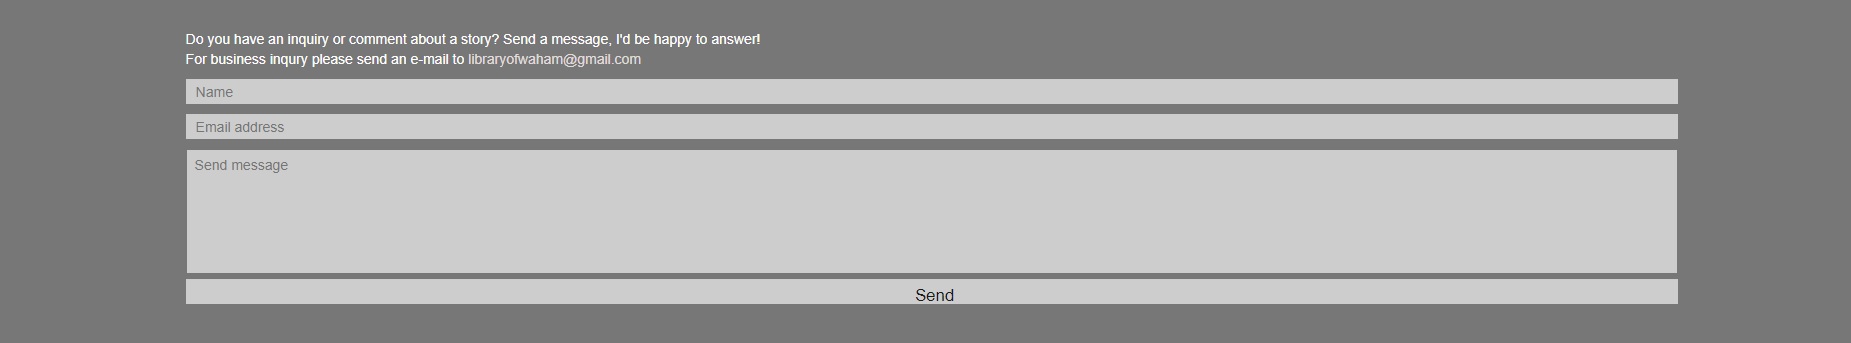 Do you have an inquiry or comment about a story? Send a message, I'd be happy to answer!
For business inqury please send an e-mail to libraryofwaham@gmail.com
Name
Email address
Send message
Send